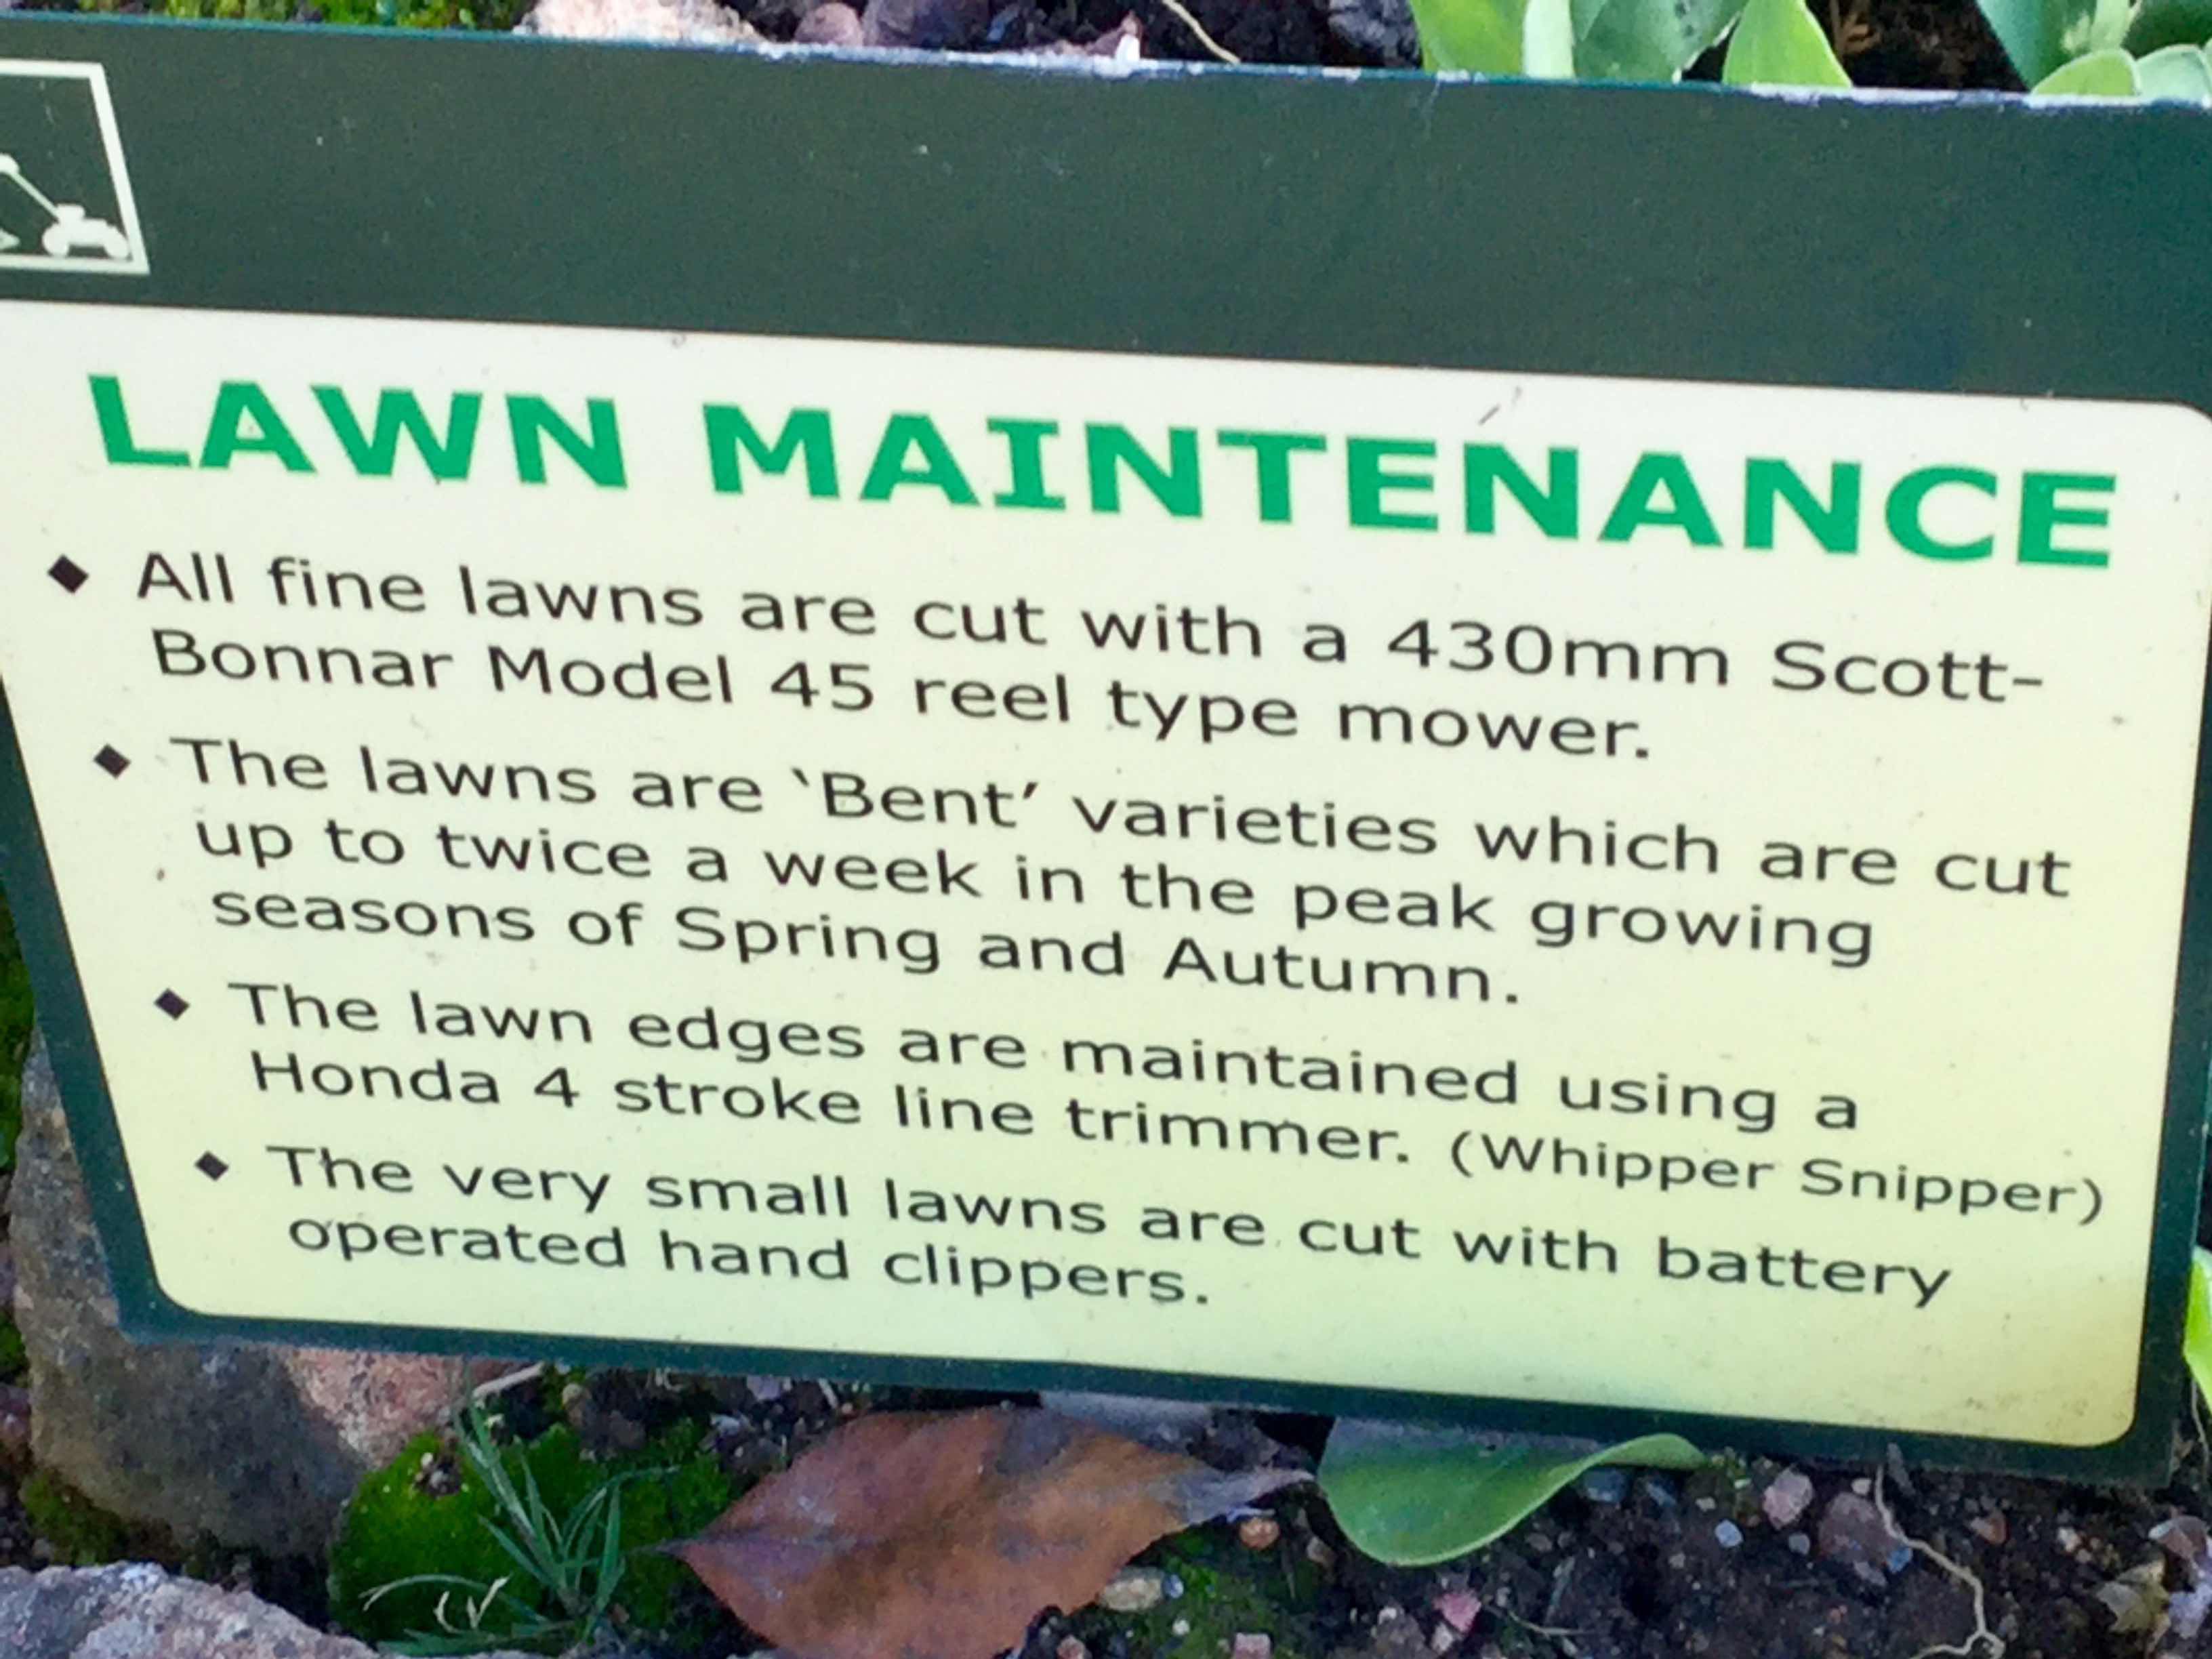 LAWN MAINTENANCE
◆ All fine lawns are cut with a 430mm Scott-
Bonnar Model 45 reel type mower.
◆ The lawns are ‘Bent’ varieties which are cut
up to twice a week in the peak growing
seasons of Spring and Autumn.
◆ The lawn edges are maintained using a
Honda 4 stroke line trimmer. (Whipper Snipper)
◆ The very small lawns are cut with battery
operated hand clippers.